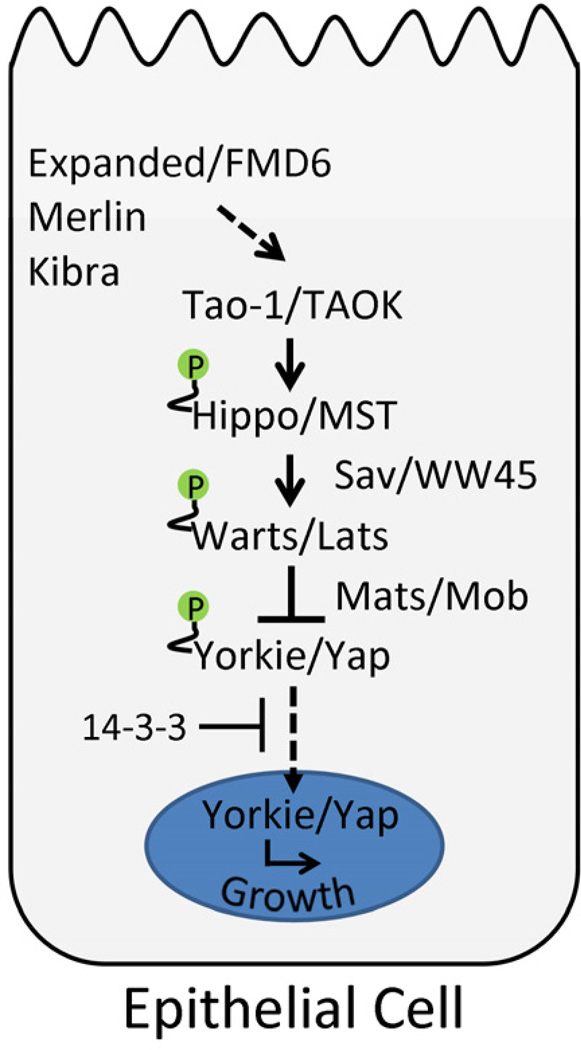 Expanded/FMD6
Merlin
Kibra
Tao-1/TAOK
P
Hippo/MST
Sav/WW45
P
Warts/Lats
Mats/Mob
P
Yorkie/Yap
14-3-3
Yorkie/Yap
Growth
Epithelial Cell